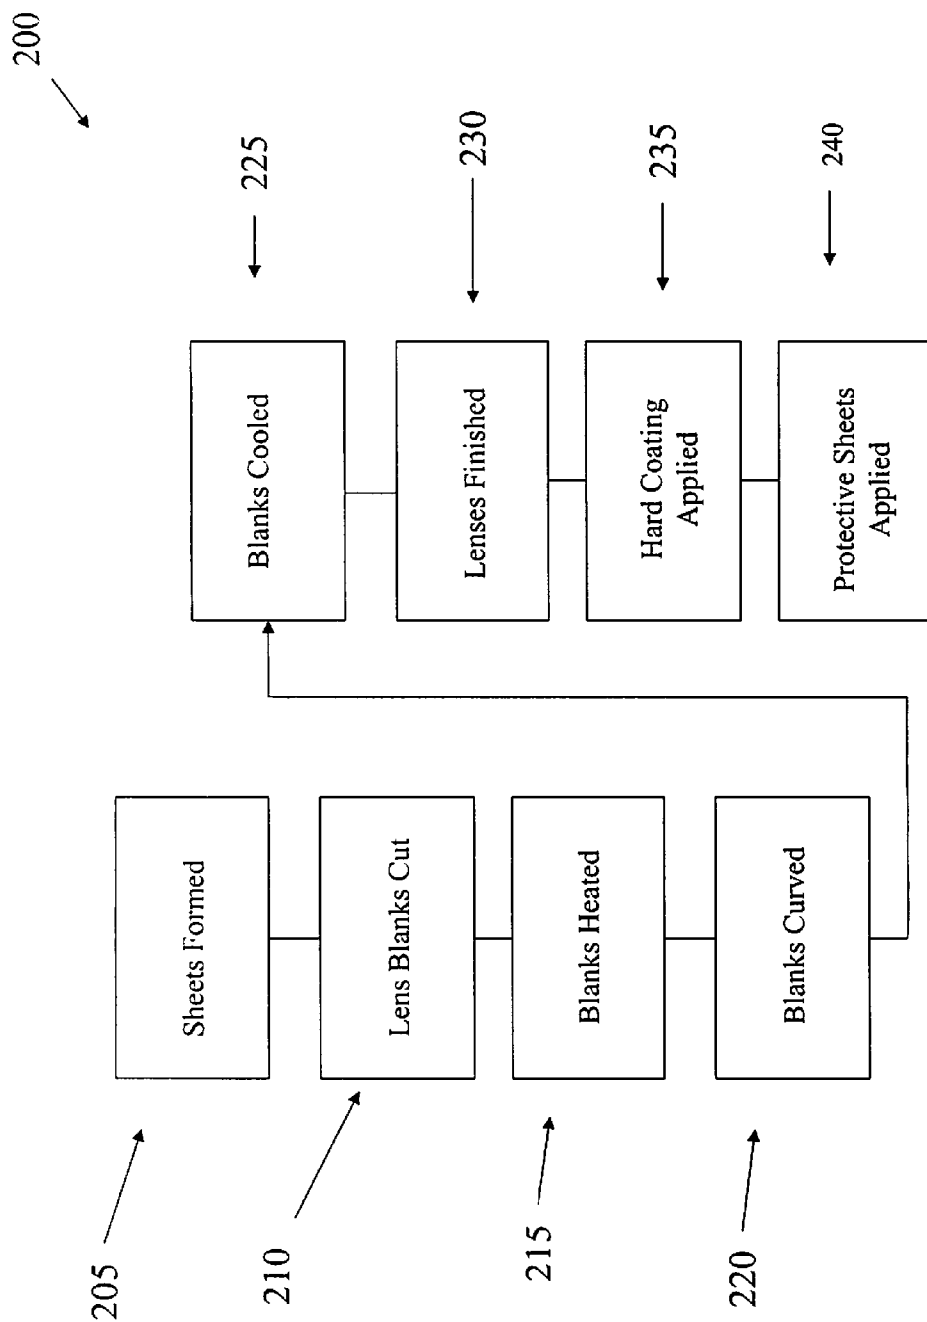 200
205
Sheets Formed
210
Lens Blanks Cut
215
Blanks Heated
220
Blanks Curved
Blanks Cooled
225
Lenses Finished
230
Hard Coating
Applied
235
Protective Sheets
Applied
240